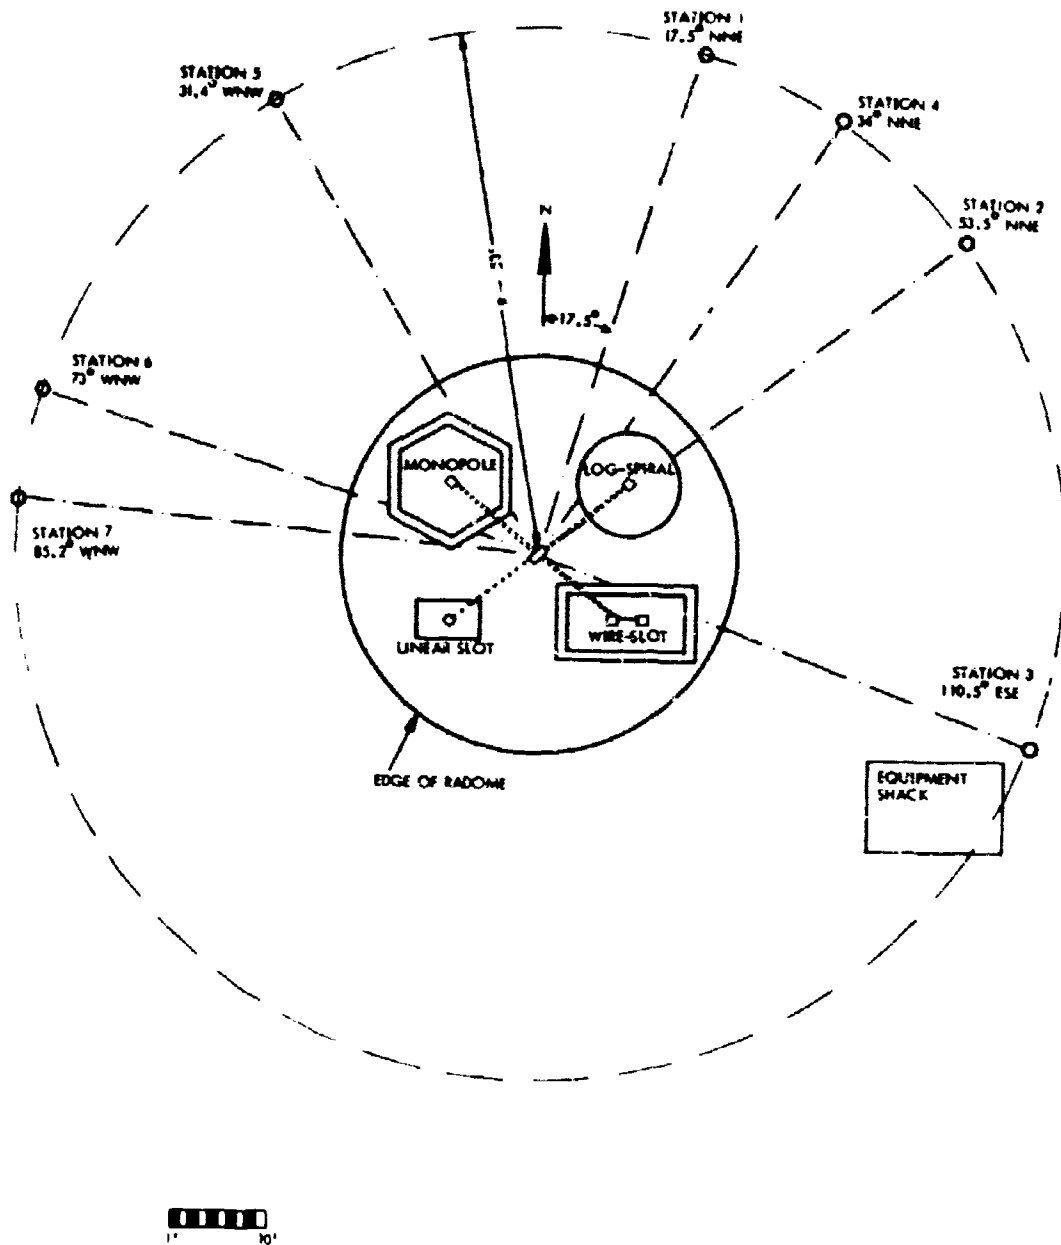 STATION 1
17.5° NNE
STATION 5
31.4° WNW
STATION 4
34° NNE
STATION 2
53.5° NNE
N
17.5°
STATION 6
73° WNW
MONOPOLE
LOG-SPIRAL
STATION 7
85.2° WNW
LINEAR SLOT
WIRE-SLOT
STATION 3
110.5° ESE
EDGE OF RADOME
EQUIPMENT
SHACK
1'
10'